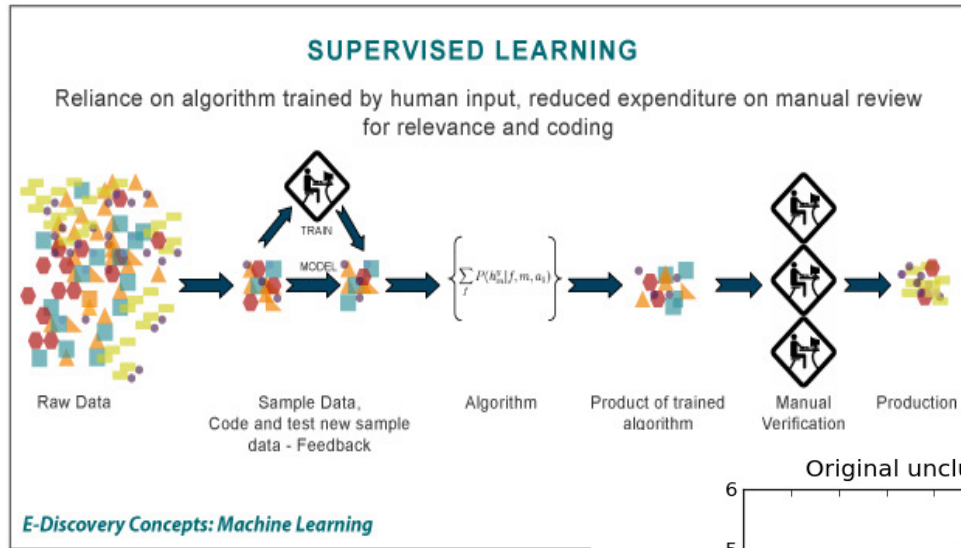 SUPERVISED LEARNING
Reliance on algorithm trained by human input, reduced expenditure on manual review
for relevance and coding
TRAIN
MODEL
Raw Data
Sample Data,
Code and test new sample
data - Feedback
Algorithm
Product of trained
algorithm
Manual
Verification
Production
Original unclu
6
5
E-Discovery Concepts: Machine Learning